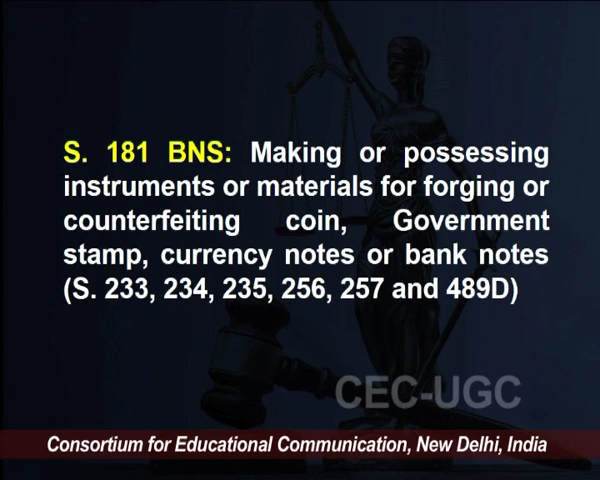 S. 181 BNS: Making or possessing
instruments or materials for forging or
counterfeiting coin, Government
stamp, currency notes or bank notes
(S. 233, 234, 235, 256, 257 and 489D)
CEC-UGC
Consortium for Educational Communication, New Delhi, India